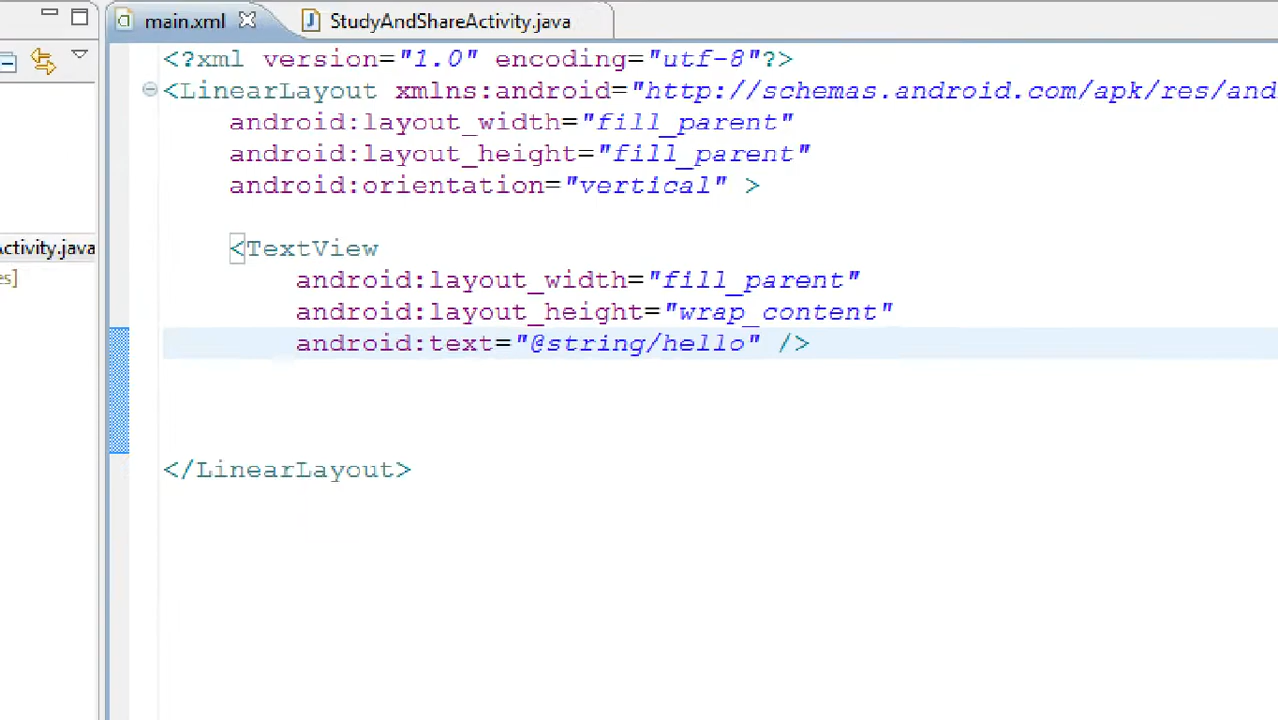 main.xml
StudyAndShareActivity.java
<?xml version="1.0" encoding="utf-8"?>
<LinearLayout xmlns:android="http://schemas.android.com/apk/res/and
android:layout_width="fill_parent"
android:layout_height="fill_parent"
android:orientation="vertical" >
ctivity.java
<TextView
es]
android:layout_width="fill_parent"
android:layout_height="wrap_content"
android:text="@string/hello" />
</LinearLayout>